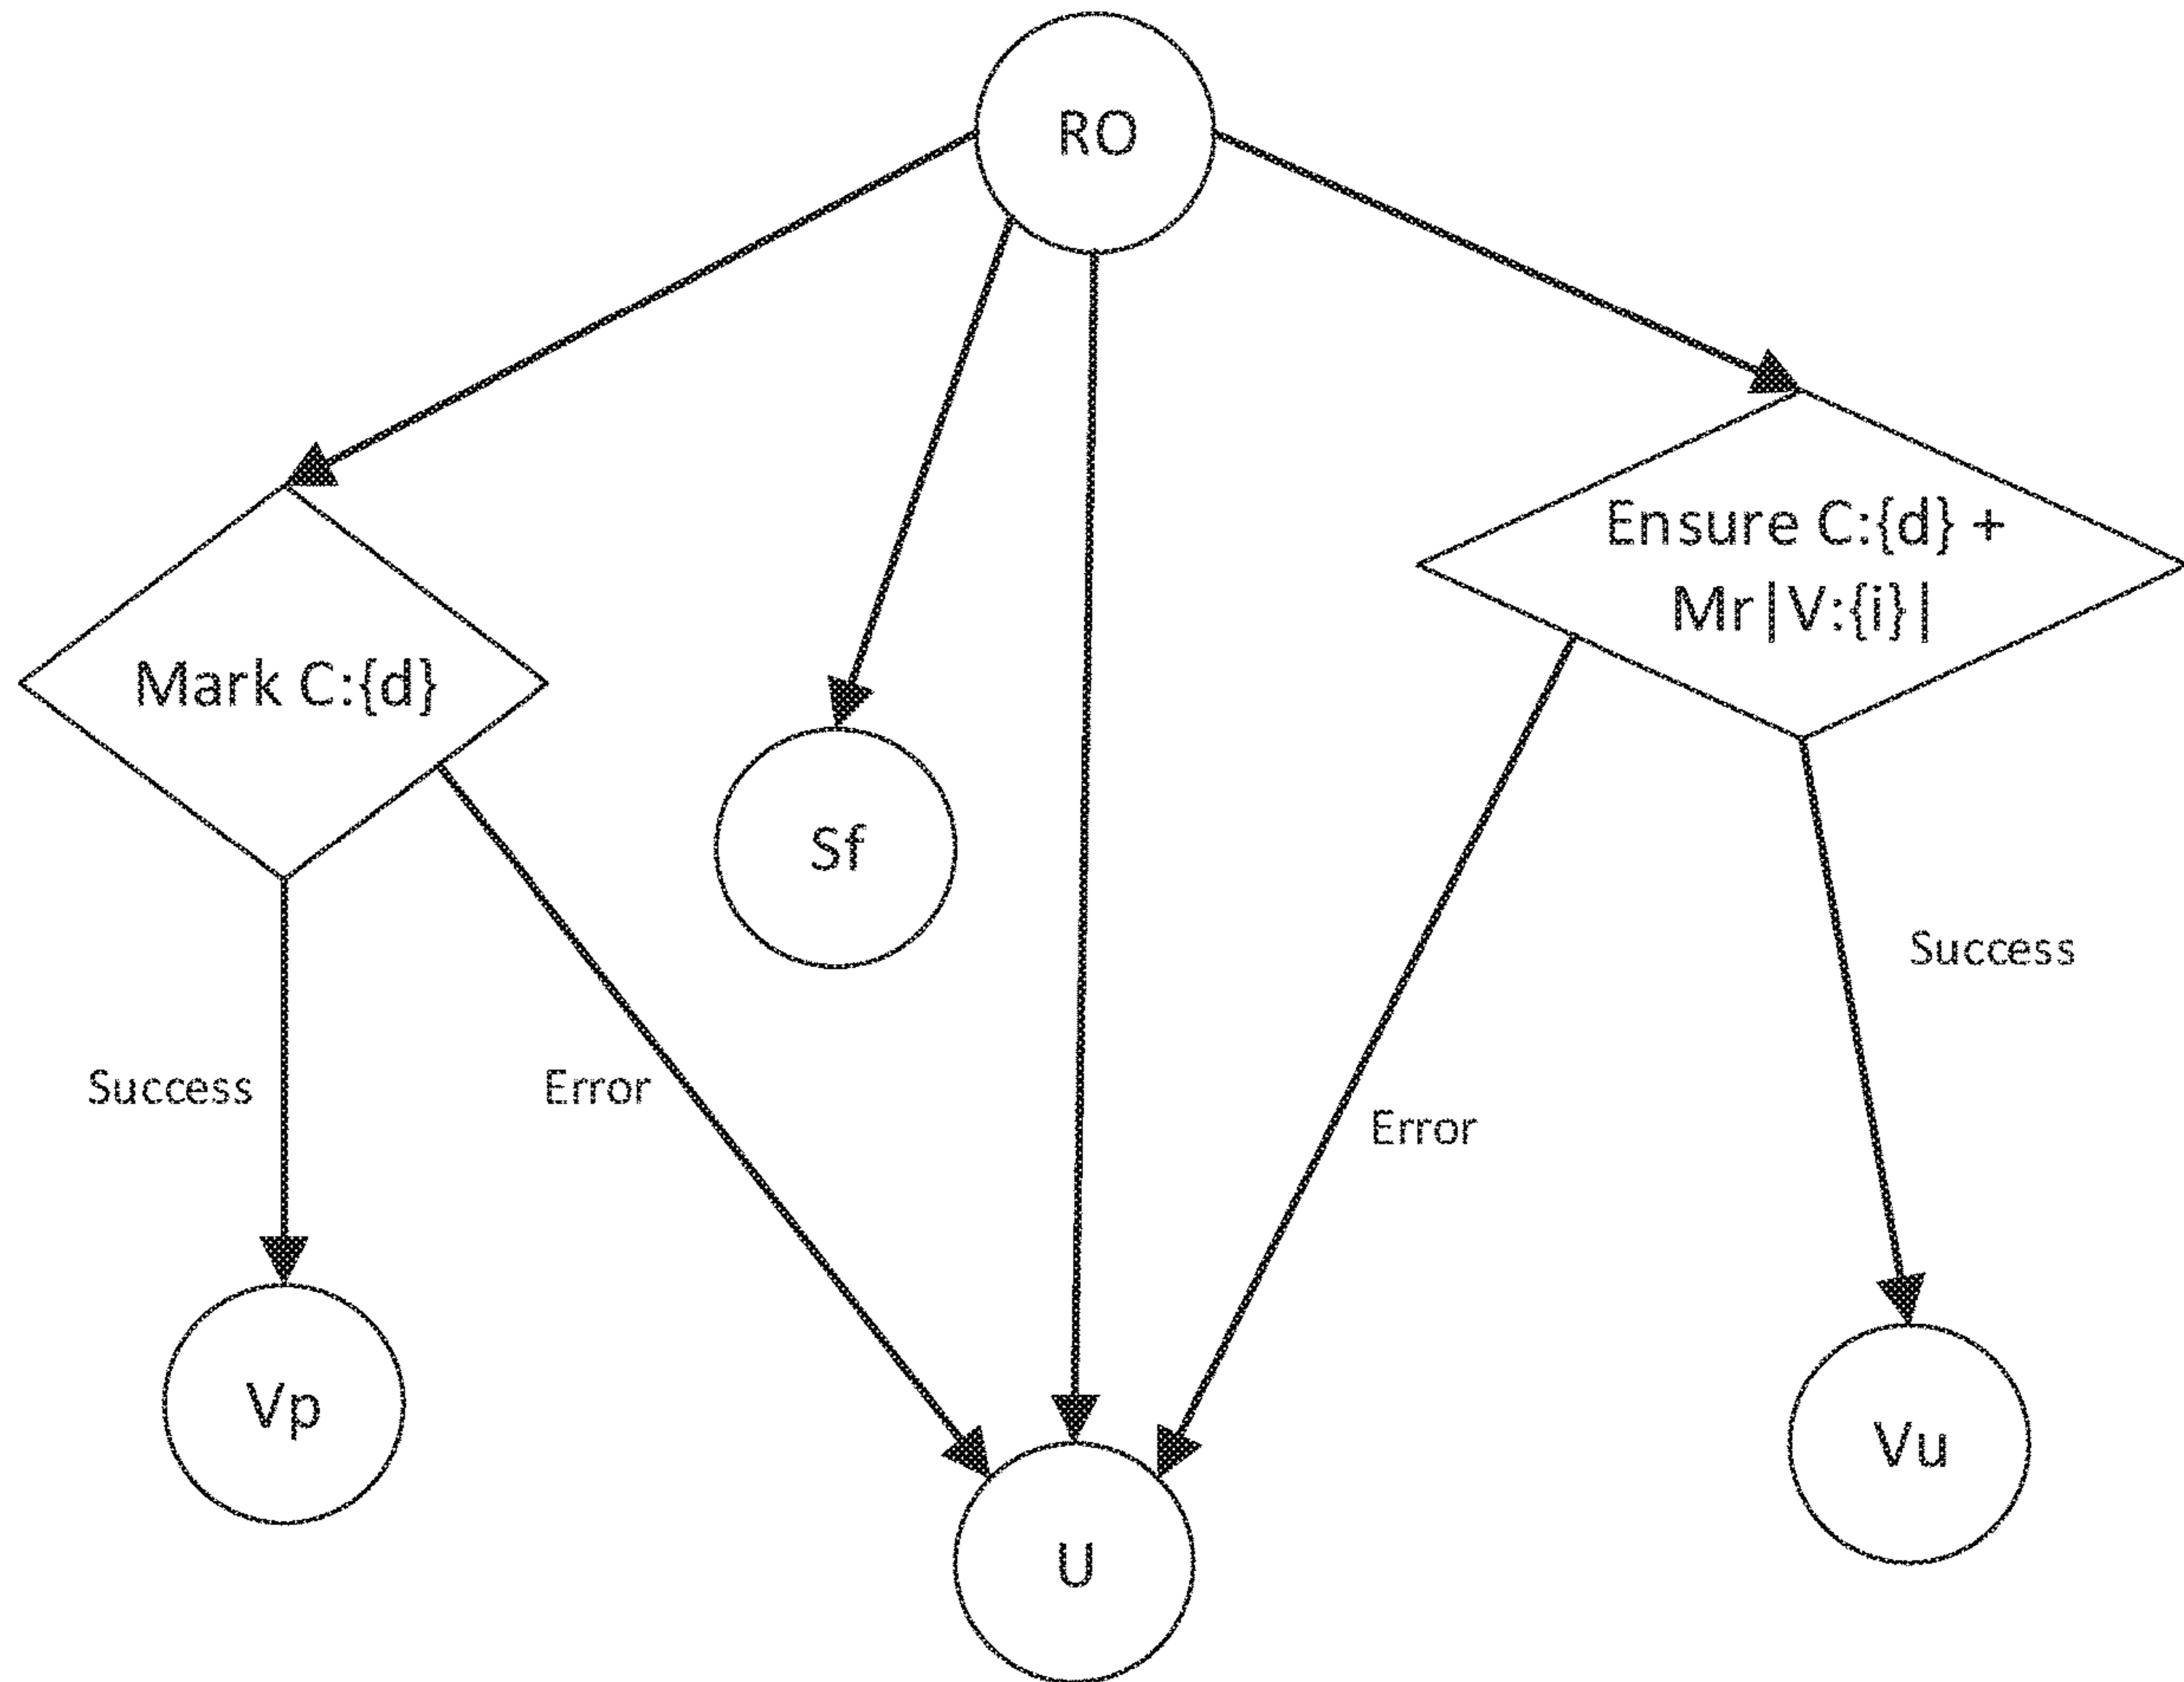 RO
Ensure C:{d} +
Mr|V:{i}|
Mark C:{d}
Sf
Success
Success
Error
Error
Vp
Vu
U